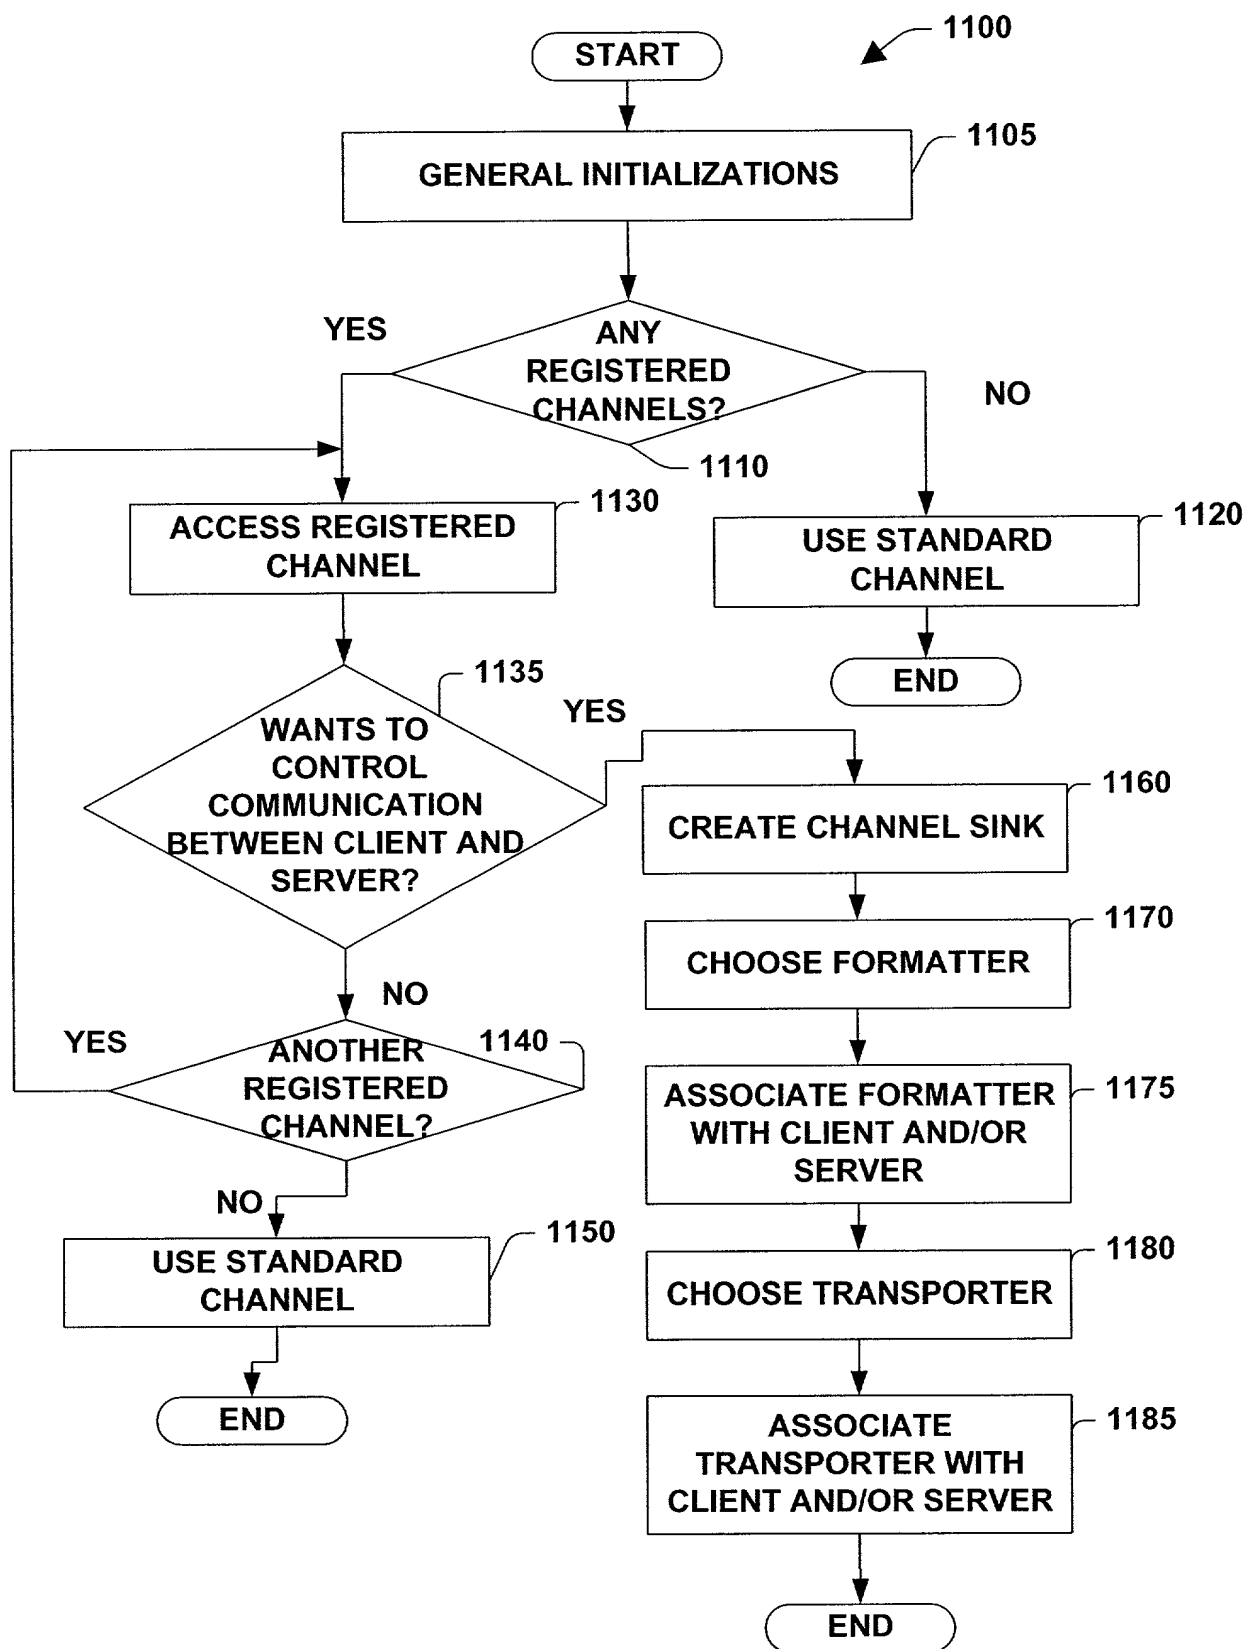 START
1100
1105
GENERAL INITIALIZATIONS
YES
ANY
REGISTERED
CHANNELS?
NO
1110
1130
ACCESS REGISTERED
CHANNEL
1120
USE STANDARD
CHANNEL
END
1135
YES
WANTS TO
CONTROL
COMMUNICATION
BETWEEN CLIENT AND
SERVER?
1160
CREATE CHANNEL SINK
1170
CHOOSE FORMATTER
NO
YES
1140
ANOTHER
REGISTERED
CHANNEL?
1175
ASSOCIATE FORMATTER
WITH CLIENT AND/OR
SERVER
NO
1150
USE STANDARD
CHANNEL
END
1180
CHOOSE TRANSPORTER
1185
ASSOCIATE
TRANSPORTER WITH
CLIENT AND/OR SERVER
END